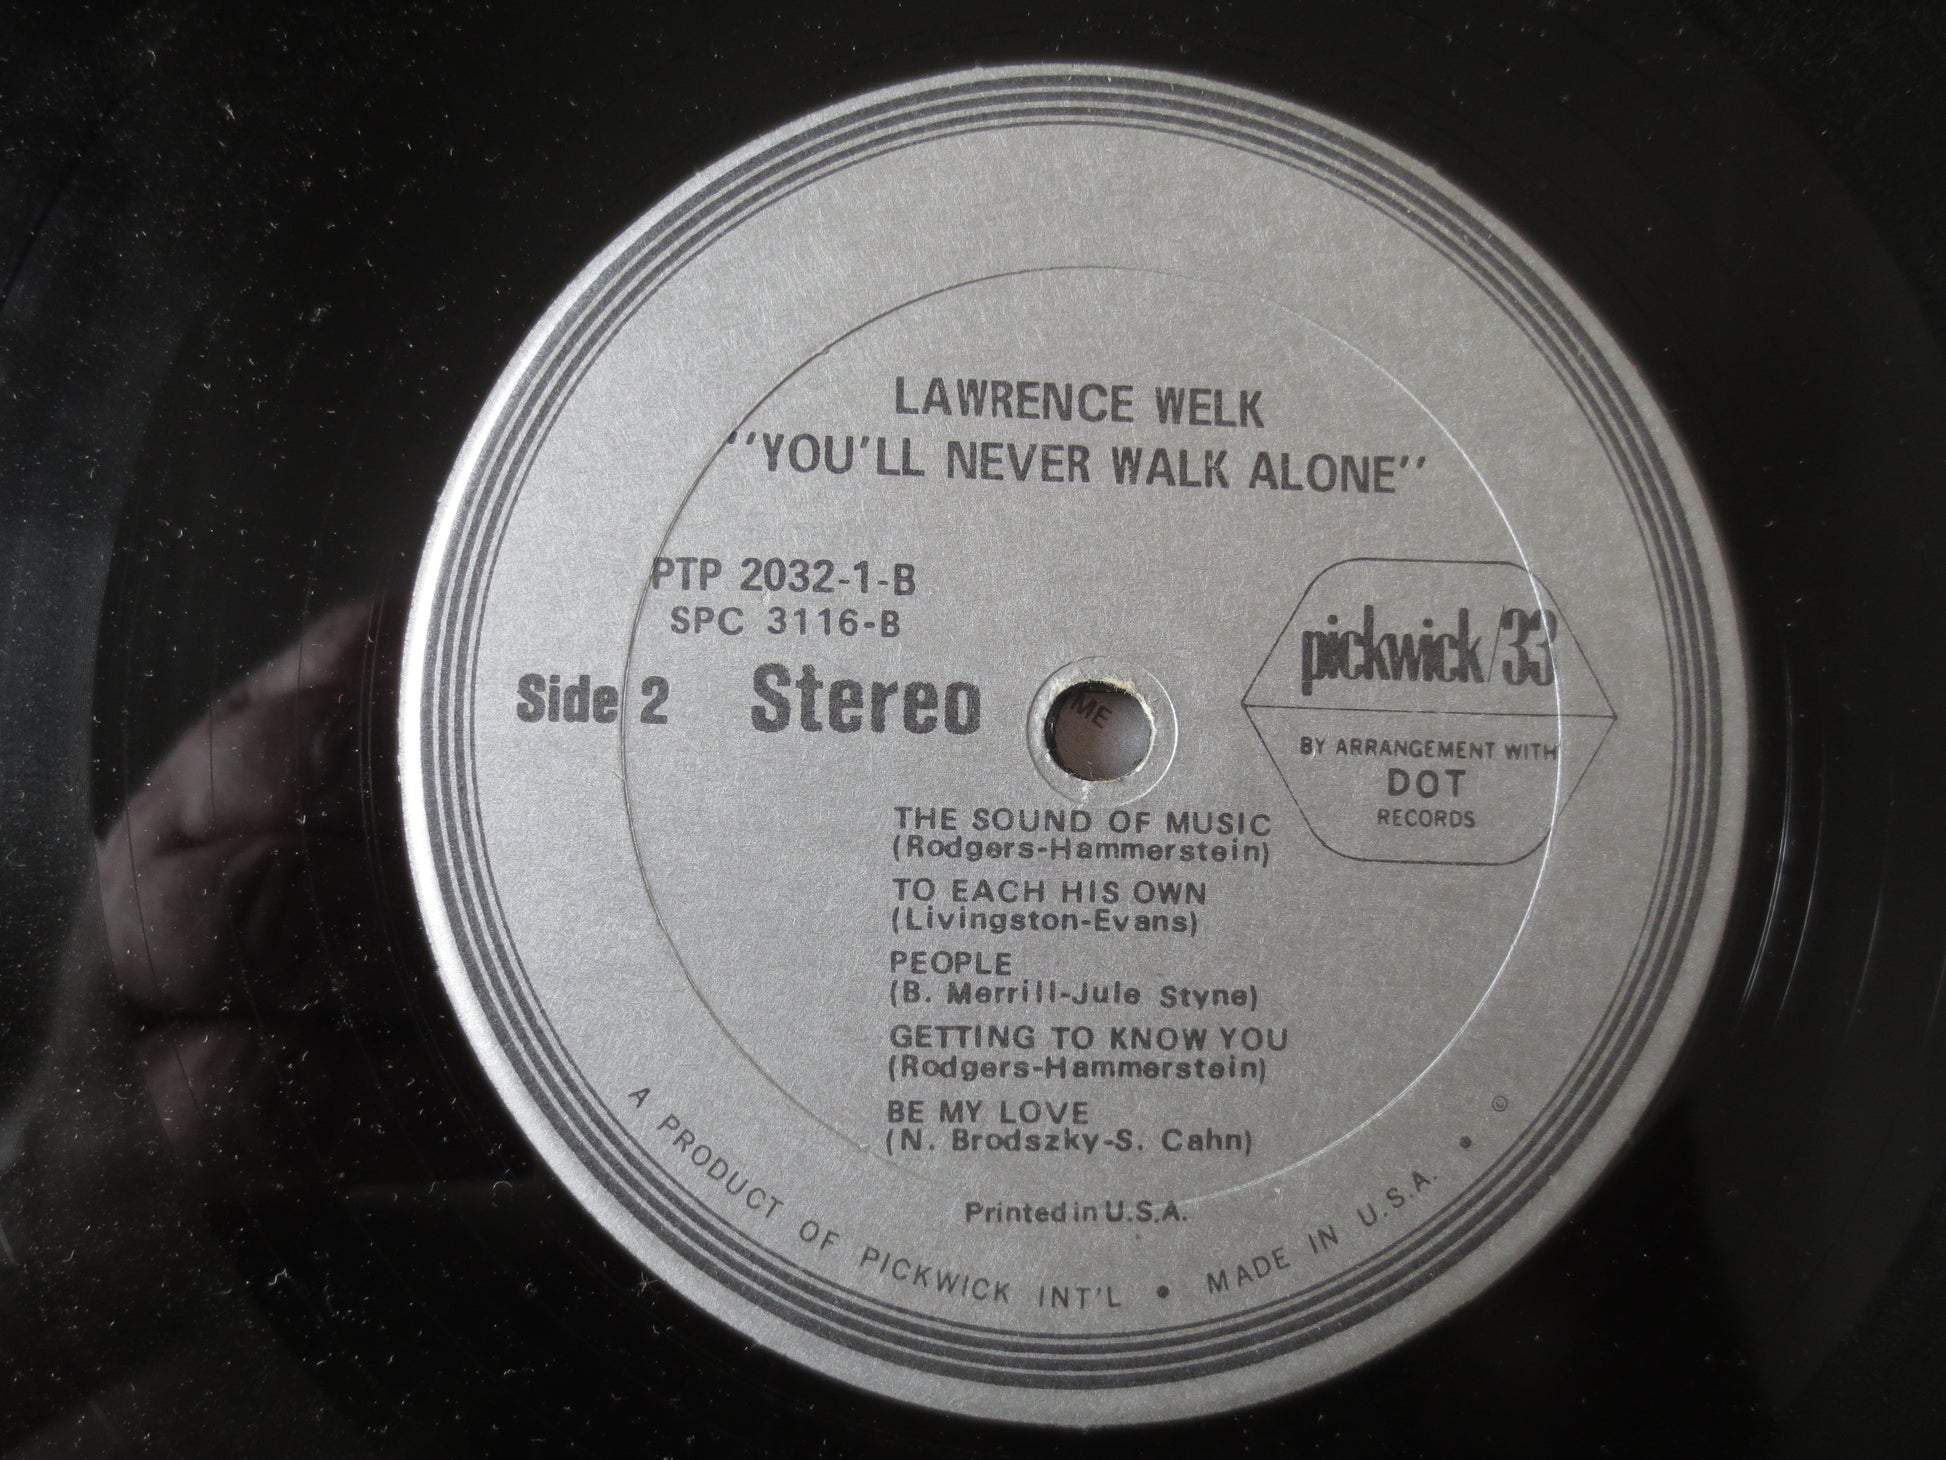 LAWRENCE WELK
"YOU'LL NEVER WALK ALONE"
PTP 2032-1-B
SPC 3116-B
Side 2 Stereo
pickwick/33
BY ARRANGEMENT WITH
DOT
RECORDS
ME
THE SOUND OF MUSIC
(Rodgers-Hammerstein)
TO EACH HIS OWN
(Livingston-Evans)
PEOPLE
(B. Merrill-Jule Styne)
GETTING TO KNOW YOU
(Rodgers-Hammerstein)
BE MY LOVE
(N. Brodszky-S. Cahn)
Printed in U.S.A.
A PRODUCT OF PICKWICK INT'L • MADE IN U.S.A. • ©